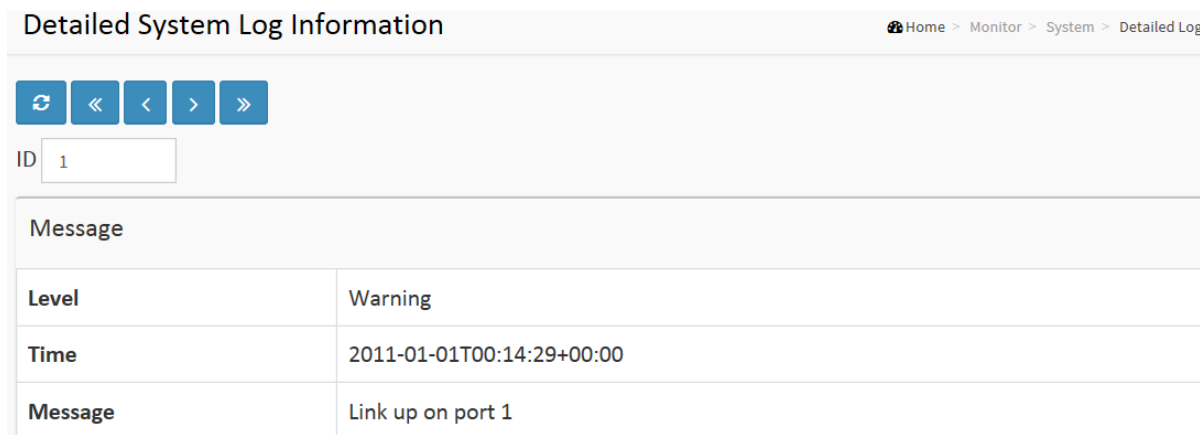 Detailed System Log Information
Home > Monitor > System > Detailed Log
ID 1
Message
Level Warning
Time 2011-01-01T00:14:29+00:00
Message Link up on port 1